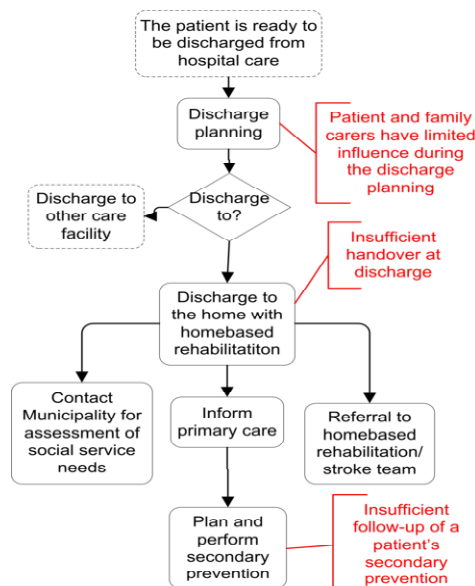 The patient is ready to
be discharged from
hospital care
Discharge
planning
Patient and family
carers have limited
influence during
the discharge
planning
Discharge
to?
Discharge to
other care
facility
Insufficient
handover at
discharge
Discharge to
the home with
homebased
rehabilitatiton
Contact
Municipality for
assessment of
social service
needs
Inform
primary care
Referral to
homebased
rehabilitation/
stroke team
Plan and
perform
secondary
prevention
Insufficient
follow-up of a
patient's
secondary
prevention